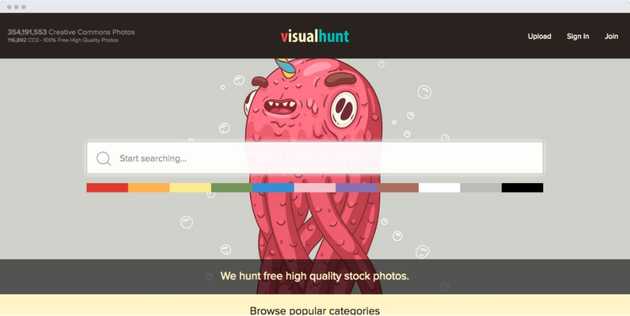 354,191,553 Creative Commons Photos
116,892 CC0 - 100% Free High Quality Photos
visualhunt
Upload Sign In Join
Start searching...
We hunt free high quality stock photos.
Browse popular categories